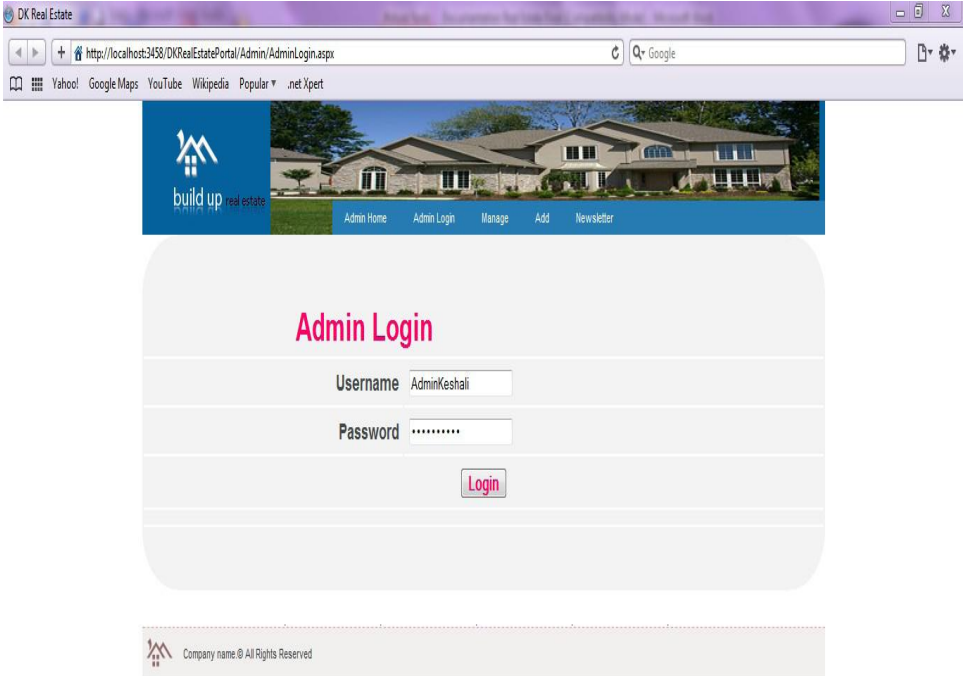 DK Real Estate
http://localhost:3458/DKRealEstatePortal/Admin/AdminLogin.aspx
Google
Yahoo! Google Maps YouTube Wikipedia Popular .net Xpert
build up real estate
Admin Home Admin Login Manage Add Newsletter
Admin Login
Username AdminKeshali
Password ••••••••••
Login
Company name.© All Rights Reserved